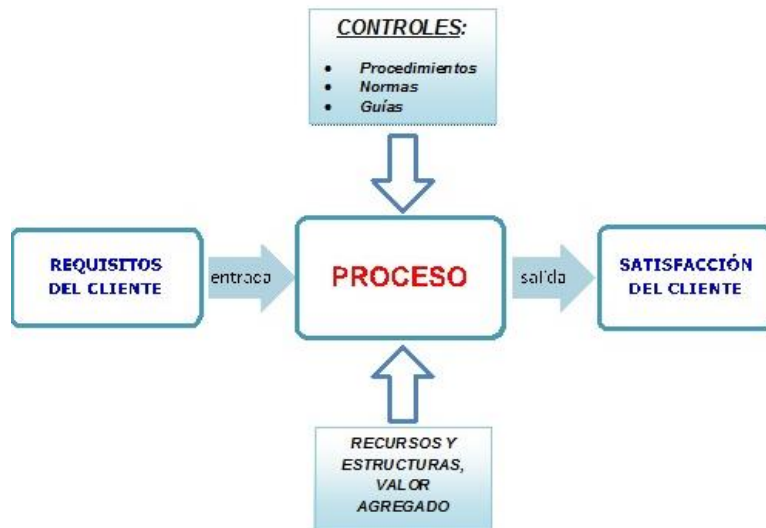 CONTROLES:
• Procedimientos
• Normas
• Guías
REQUISITOS
DEL CLIENTE
entrada
PROCESO
salida
SATISFACCIÓN
DEL CLIENTE
RECURSOS Y
ESTRUCTURAS,
VALOR
AGREGADO